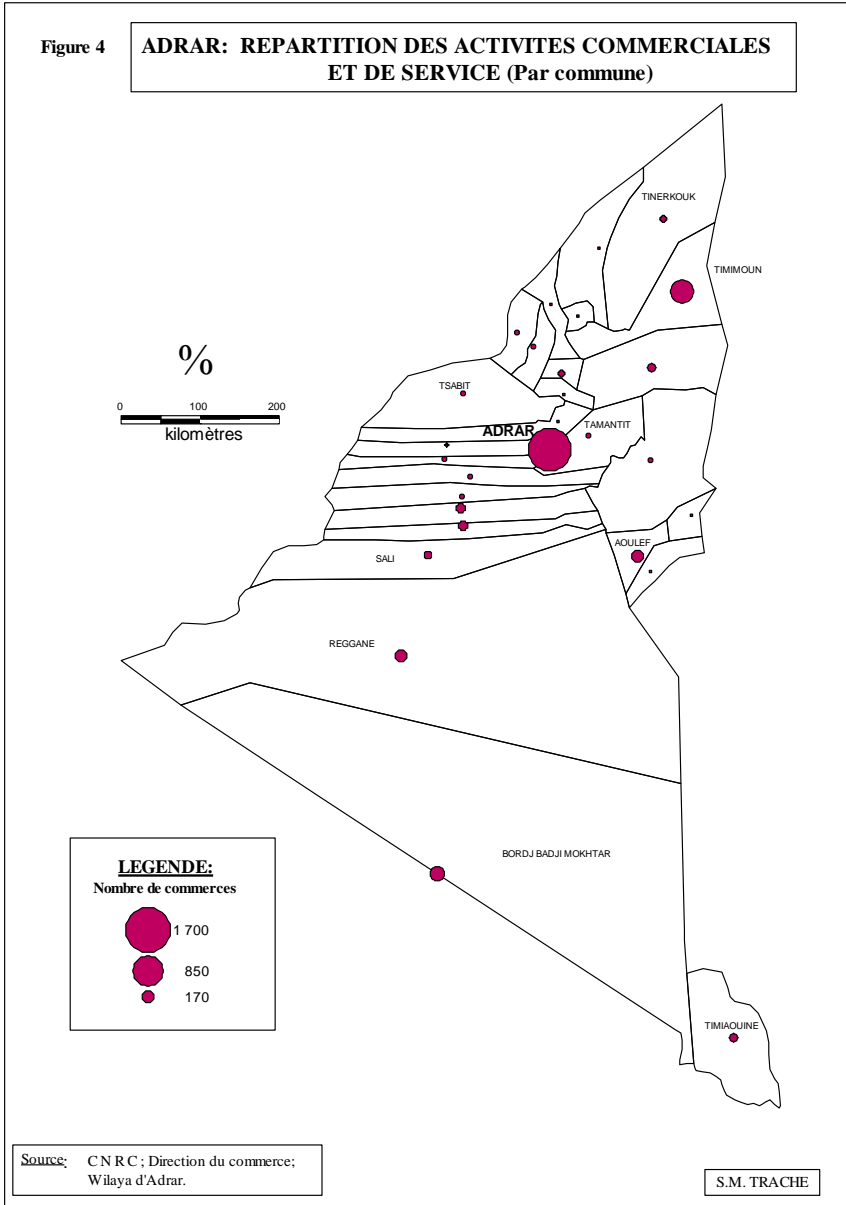 Figure 4
ADRAR: REPARTITION DES ACTIVITES COMMERCIALES
ET DE SERVICE (Par commune)
TINERKOUK
TIMIMOUN
%
0 100 200
kilomètres
TSABIT
ADRAR
TAMANTIT
AOULEF
SALI
REGGANE
BORDJ BADJI MOKHTAR
LEGENDE:
Nombre de commerces
1 700
850
170
TIMIAOUINE
Source: C N R C ; Direction du commerce;
Wilaya d'Adrar.
S.M. TRACHE